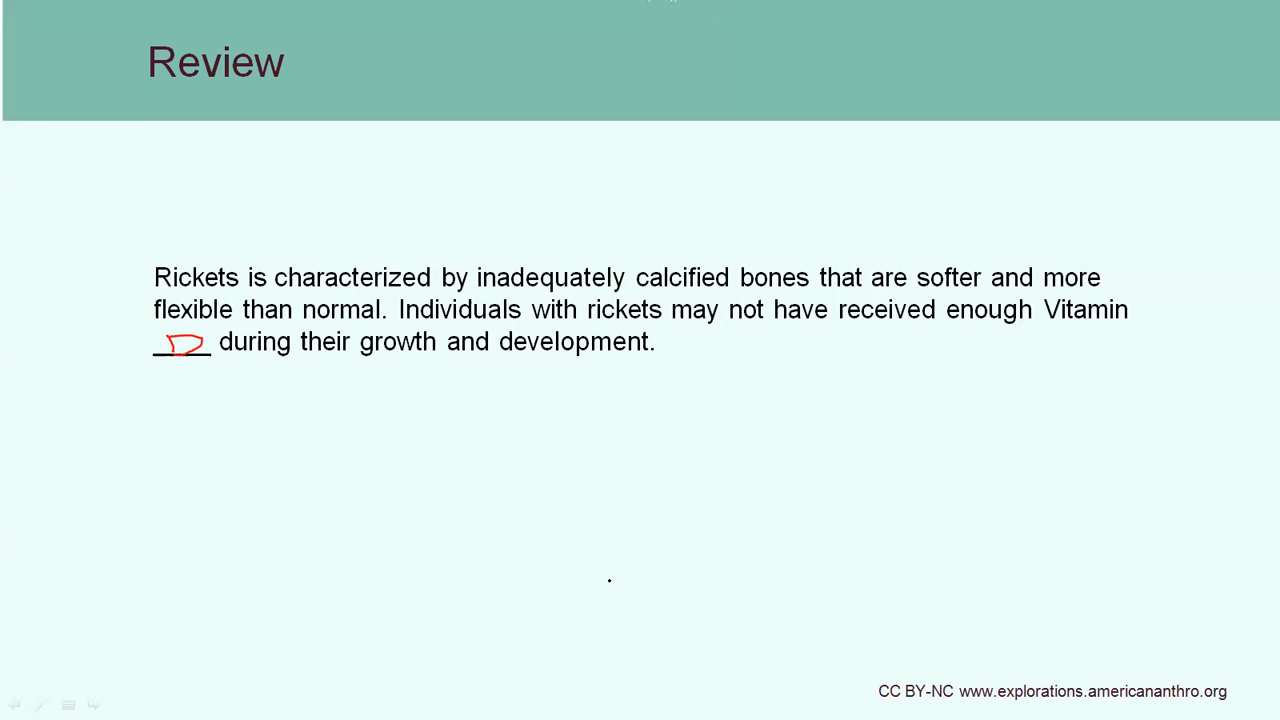 Review
Rickets is characterized by inadequately calcified bones that are softer and more
flexible than normal. Individuals with rickets may not have received enough Vitamin
D during their growth and development.
CC BY-NC www.explorations.americananthro.org